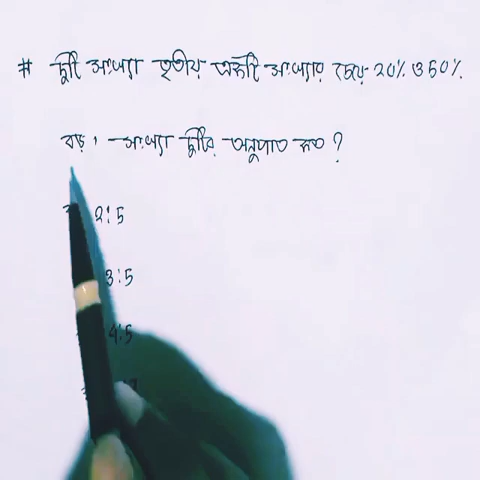 # দুটি সংখ্যা তৃতীয় একটি সংখ্যার চেয়ে 20% ও 50%
বড়, সংখ্যা দুটির অনুপাত কত?
2:5
3:5
4:5